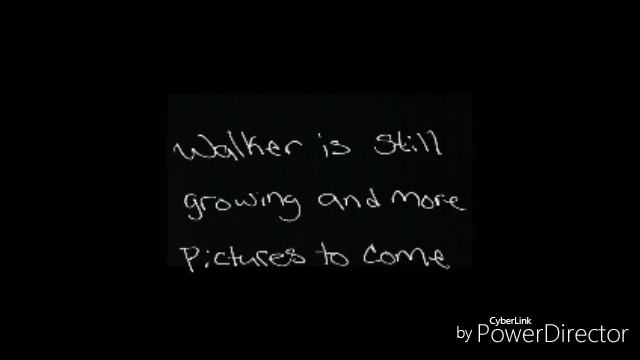 Walker is still
growing and more
Pictures to come
CyberLink
by PowerDirector